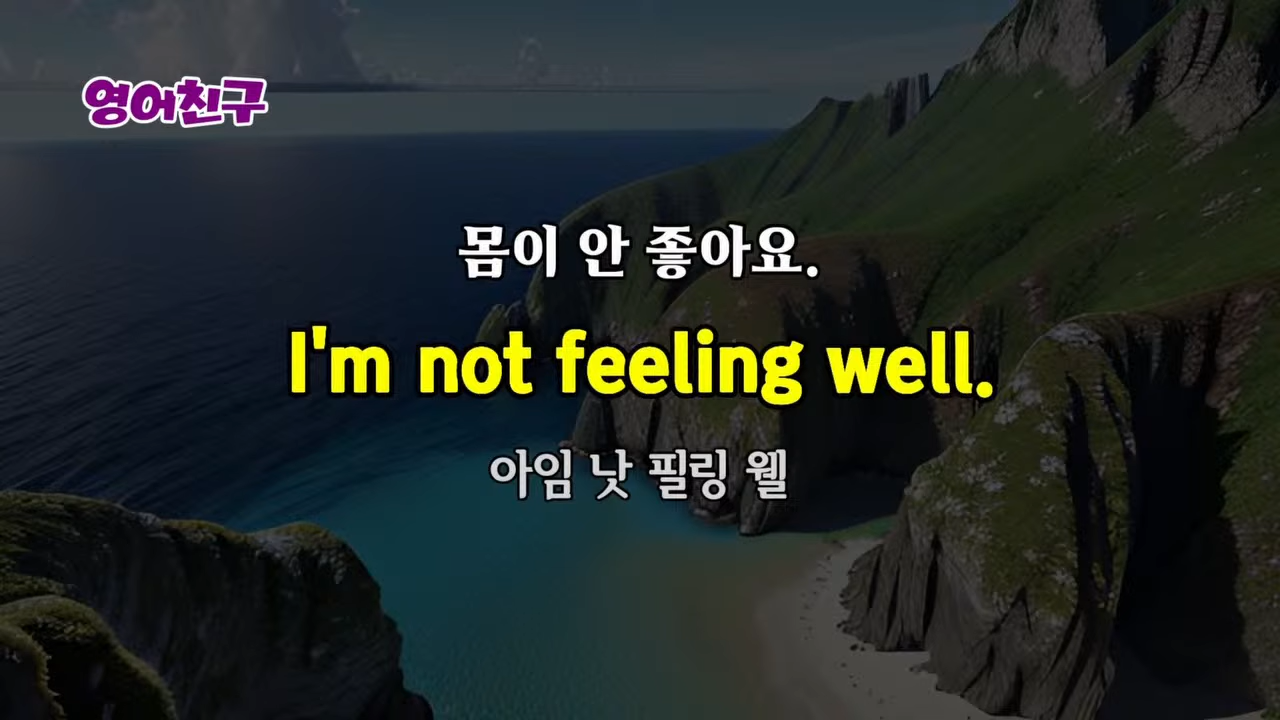 영어친구
몸이 안 좋아요.
I'm not feeling well.
아임 낫 필링 웰